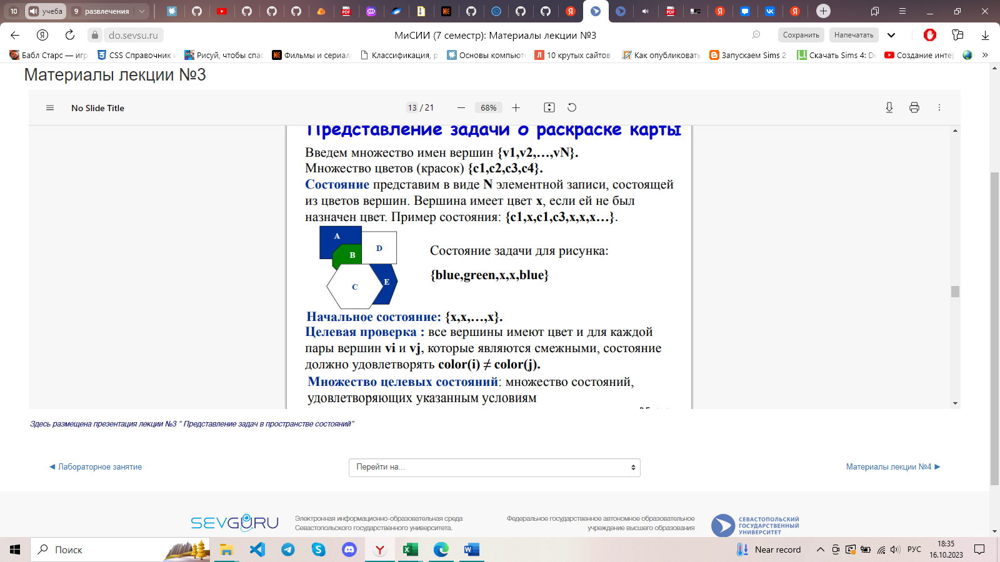 10 учеба 9 развлечения
do.sevsu.ru МиСИИ (7 семестр): Материалы лекции №3 Сохранить Напечатать
Бабл Старс — игр CSS Справочник Рисуй, чтобы спас Фильмы и сериал Классификация, р Основы компьют 10 крутых сайтов Как опубликовать Запускаем Sims 2 Скачать Sims 4: De Создание интер »
Материалы лекции №3
No Slide Title 13 / 21 68%
Представление задачи о раскраске карты
Введем множество имен вершин {v1,v2,…,vN}.
Множество цветов (красок) {c1,c2,c3,c4}.
Состояние представим в виде N элементной записи, состоящей
из цветов вершин. Вершина имеет цвет x, если ей не был
назначен цвет. Пример состояния: {c1,x,c1,c3,x,x,x…}.
A
B
D
C
E
Состояние задачи для рисунка:
{blue,green,x,x,blue}
Начальное состояние: {x,x,…,x}.
Целевая проверка : все вершины имеют цвет и для каждой
пары вершин vi и vj, которые являются смежными, состояние
должно удовлетворять color(i) ≠ color(j).
Множество целевых состояний: множество состояний,
удовлетворяющих указанным условиям
Здесь размещена презентация лекции №3 " Представление задач в пространстве состояний"
◄ Лабораторное занятие Перейти на... Материалы лекции №4 ►
SEVGU.RU
Электронная информационно-образовательная среда
Севастопольского государственного университета.
Федеральное государственное автономное образовательное
учреждение высшего образования
СЕВАСТОПОЛЬСКИЙ
ГОСУДАРСТВЕННЫЙ
УНИВЕРСИТЕТ
Поиск Near record РУС 18:35
16.10.2023